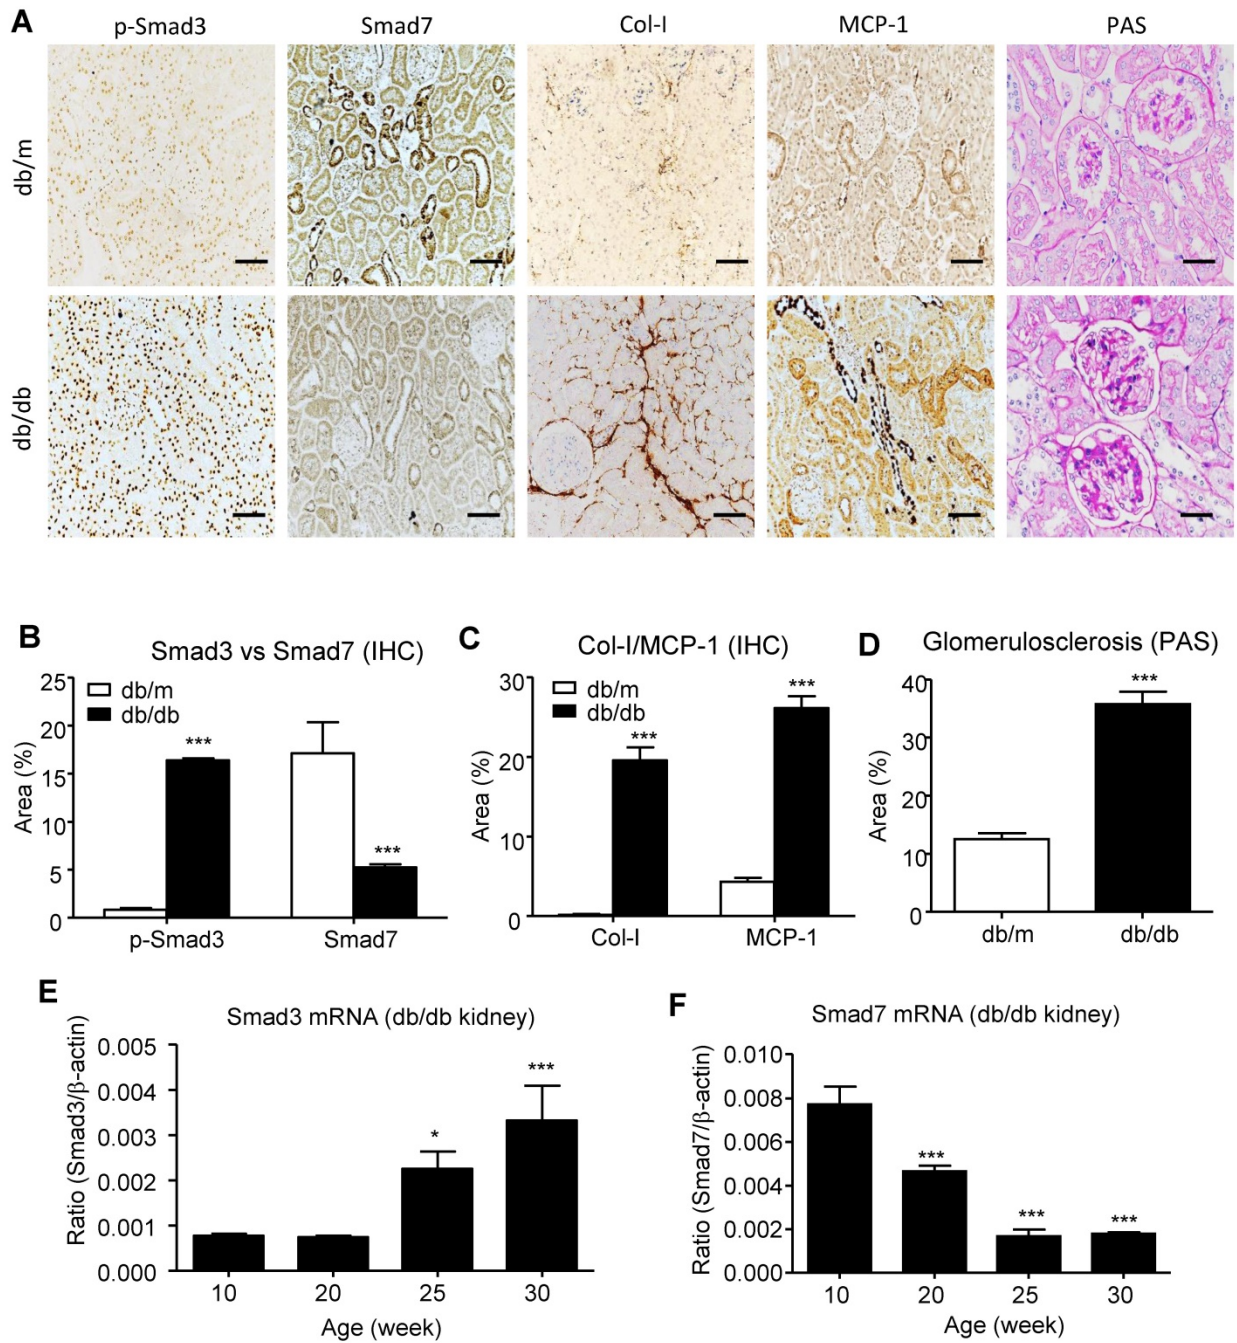 A
p-Smad3 Smad7 Col-I MCP-1 PAS
db/m
db/db
B
Smad3 vs Smad7 (IHC)
db/m
db/db
Area (%)
25
20
15
10
5
0
***
***
p-Smad3 Smad7
C
Col-I/MCP-1 (IHC)
db/m
db/db
Area (%)
30
20
10
0
***
***
Col-I MCP-1
D
Glomerulosclerosis (PAS)
Area (%)
40
30
20
10
0
***
db/m db/db
E
Smad3 mRNA (db/db kidney)
Ratio (Smad3/β-actin)
0.005
0.004
0.003
0.002
0.001
0.000
*
***
10 20 25 30
Age (week)
F
Smad7 mRNA (db/db kidney)
Ratio (Smad7/β-actin)
0.010
0.008
0.006
0.004
0.002
0.000
***
***
***
10 20 25 30
Age (week)